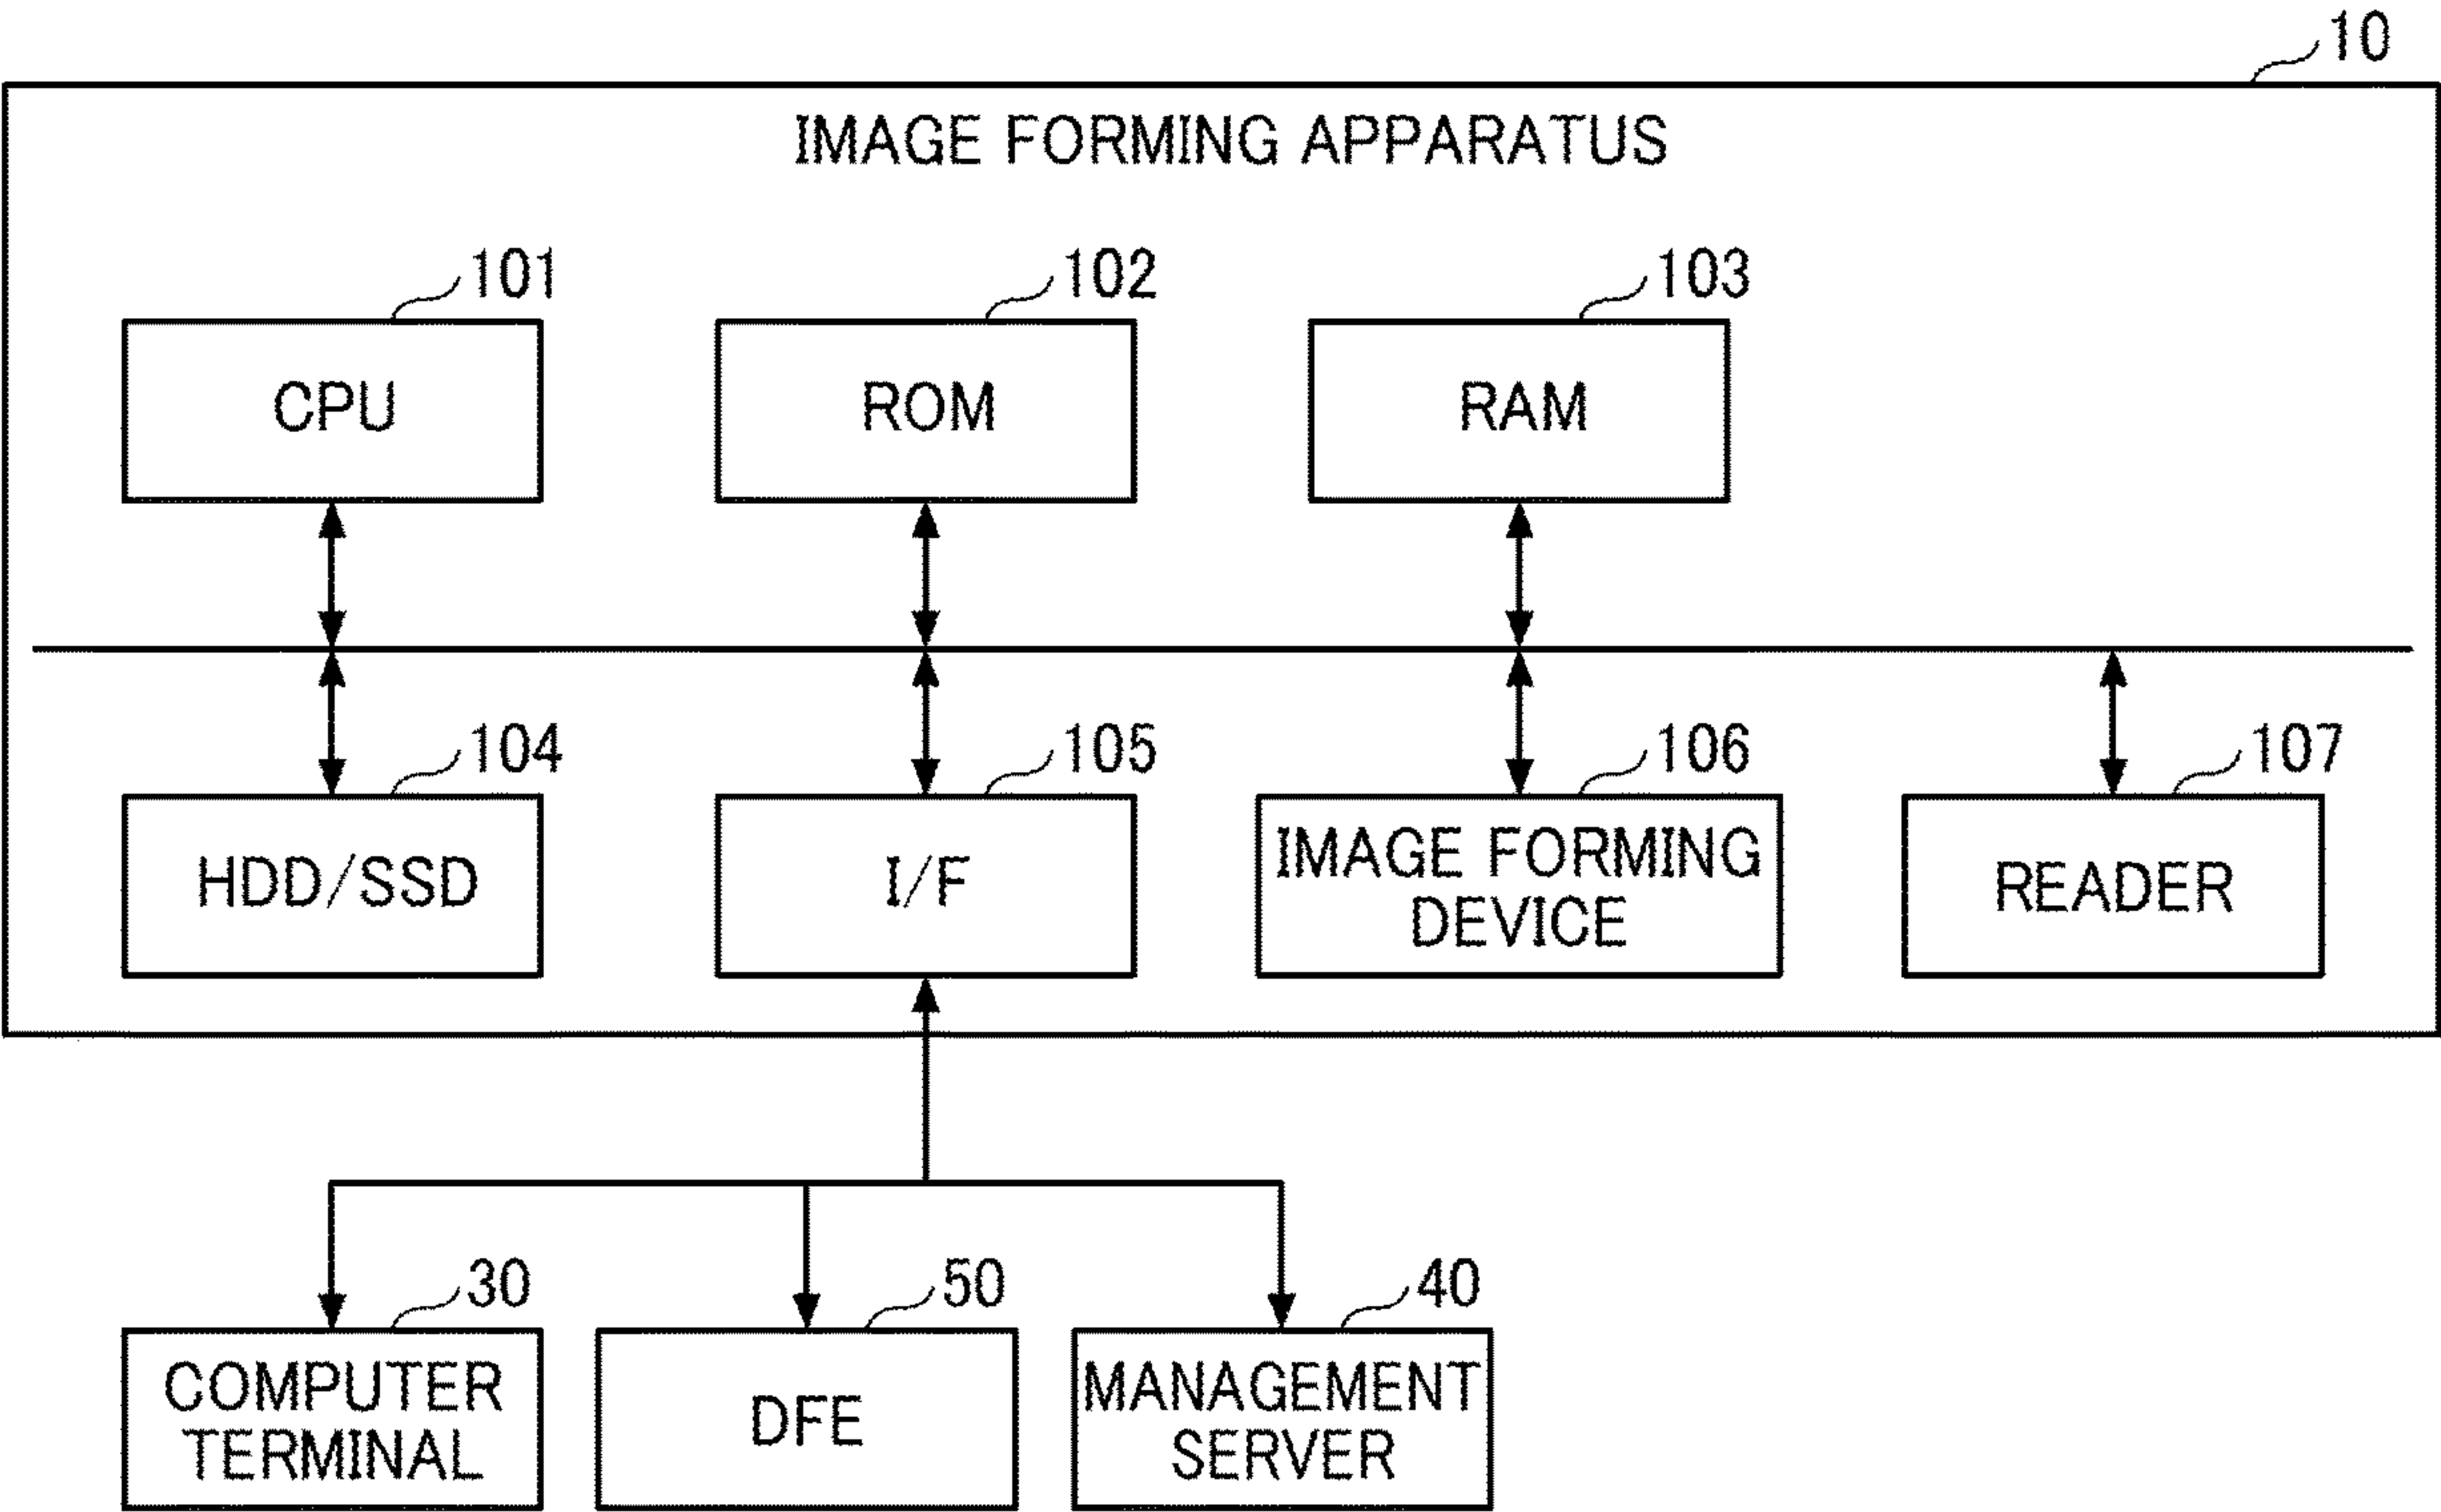 10
IMAGE FORMING APPARATUS
101
102
103
CPU
ROM
RAM
104
105
106
107
HDD/SSD
I/F
IMAGE FORMING
DEVICE
READER
30
50
40
COMPUTER
TERMINAL
DFE
MANAGEMENT
SERVER